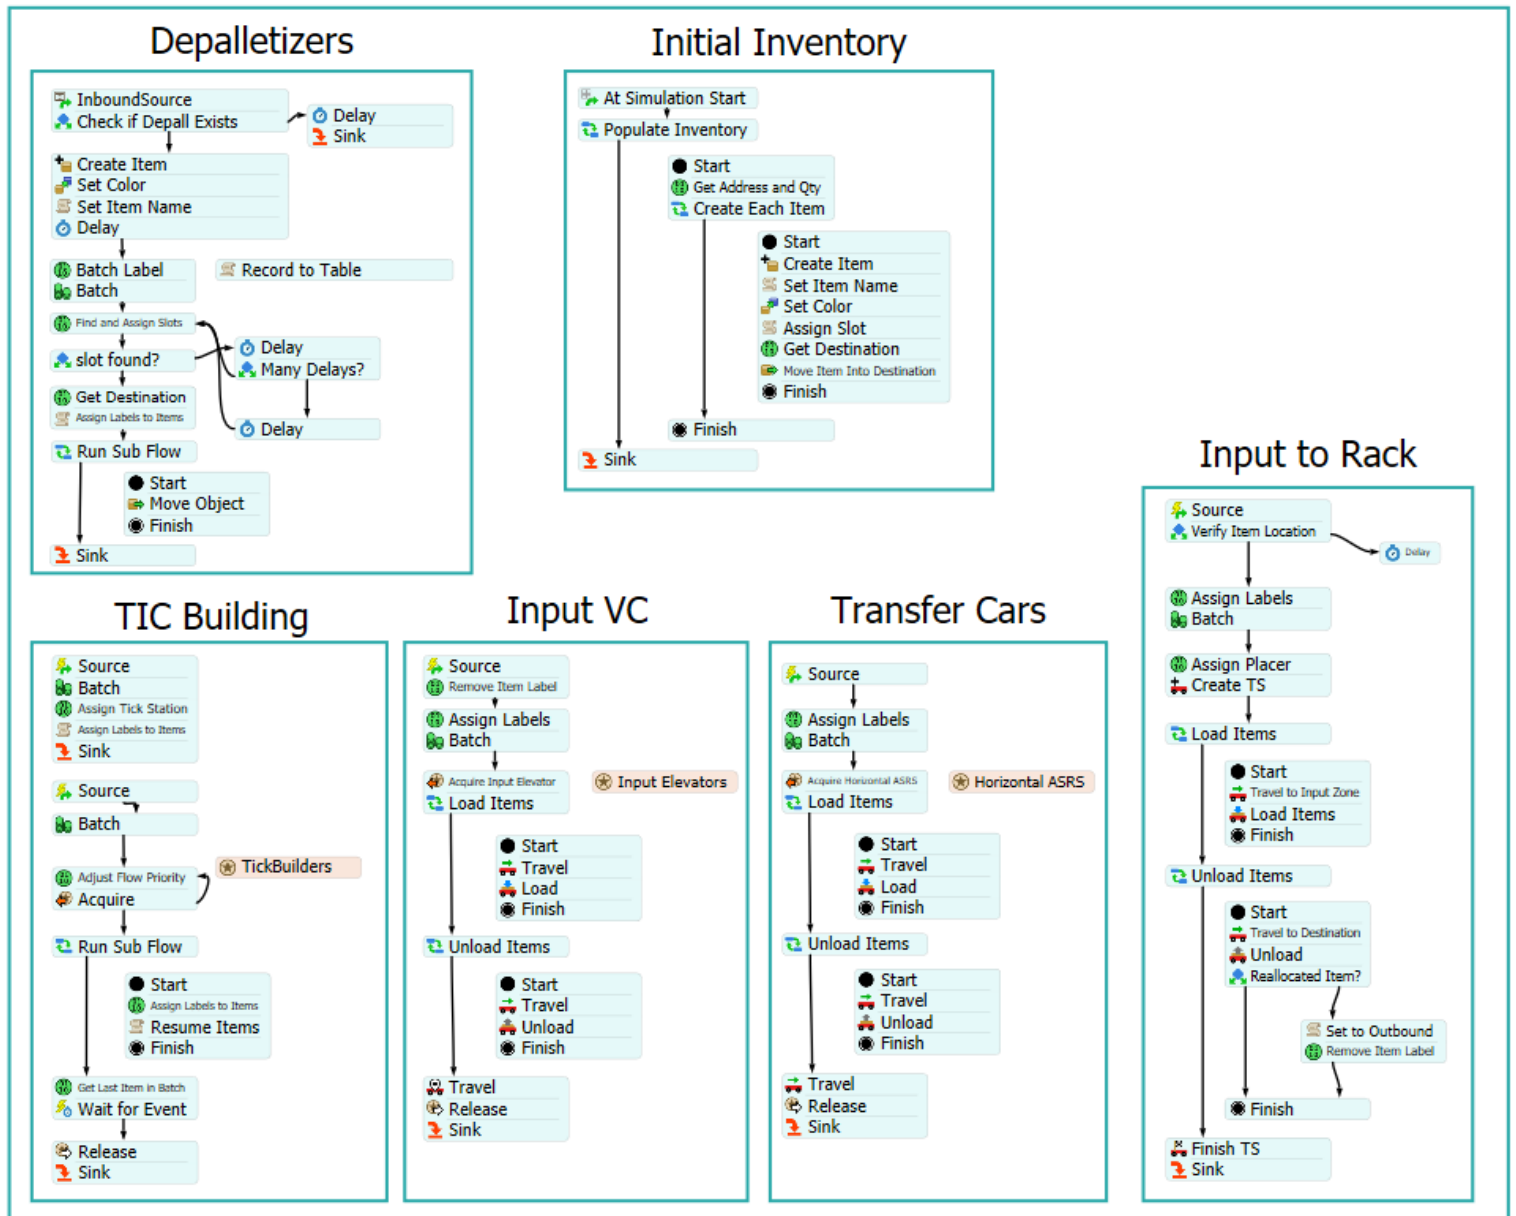 Depalletizers
InboundSource
Check if Depall Exists
Delay
Sink
Create Item
Set Color
Set Item Name
Delay
Batch Label
Batch
Record to Table
Find and Assign Slots
slot found?
Delay
Many Delays?
Get Destination
Assign Labels to Items
Delay
Run Sub Flow
Start
Move Object
Finish
Sink
Initial Inventory
At Simulation Start
Populate Inventory
Start
Get Address and Qty
Create Each Item
Start
Create Item
Set Item Name
Set Color
Assign Slot
Get Destination
Move Item Into Destination
Finish
Finish
Sink
TIC Building
Source
Batch
Assign Tick Station
Assign Labels to Items
Sink
Source
Batch
Adjust Flow Priority
Acquire
TickBuilders
Run Sub Flow
Start
Assign Labels to Items
Resume Items
Finish
Get Last Item in Batch
Wait for Event
Release
Sink
Input VC
Source
Remove Item Label
Assign Labels
Batch
Acquire Input Elevator
Load Items
Input Elevators
Start
Travel
Load
Finish
Unload Items
Start
Travel
Unload
Finish
Travel
Release
Sink
Transfer Cars
Source
Assign Labels
Batch
Acquire Horizontal ASRS
Load Items
Horizontal ASRS
Start
Travel
Load
Finish
Unload Items
Start
Travel
Unload
Finish
Travel
Release
Sink
Input to Rack
Source
Verify Item Location
Delay
Assign Labels
Batch
Assign Placer
Create TS
Load Items
Start
Travel to Input Zone
Load Items
Finish
Unload Items
Start
Travel to Destination
Unload
Reallocated Item?
Set to Outbound
Remove Item Label
Finish
Finish TS
Sink